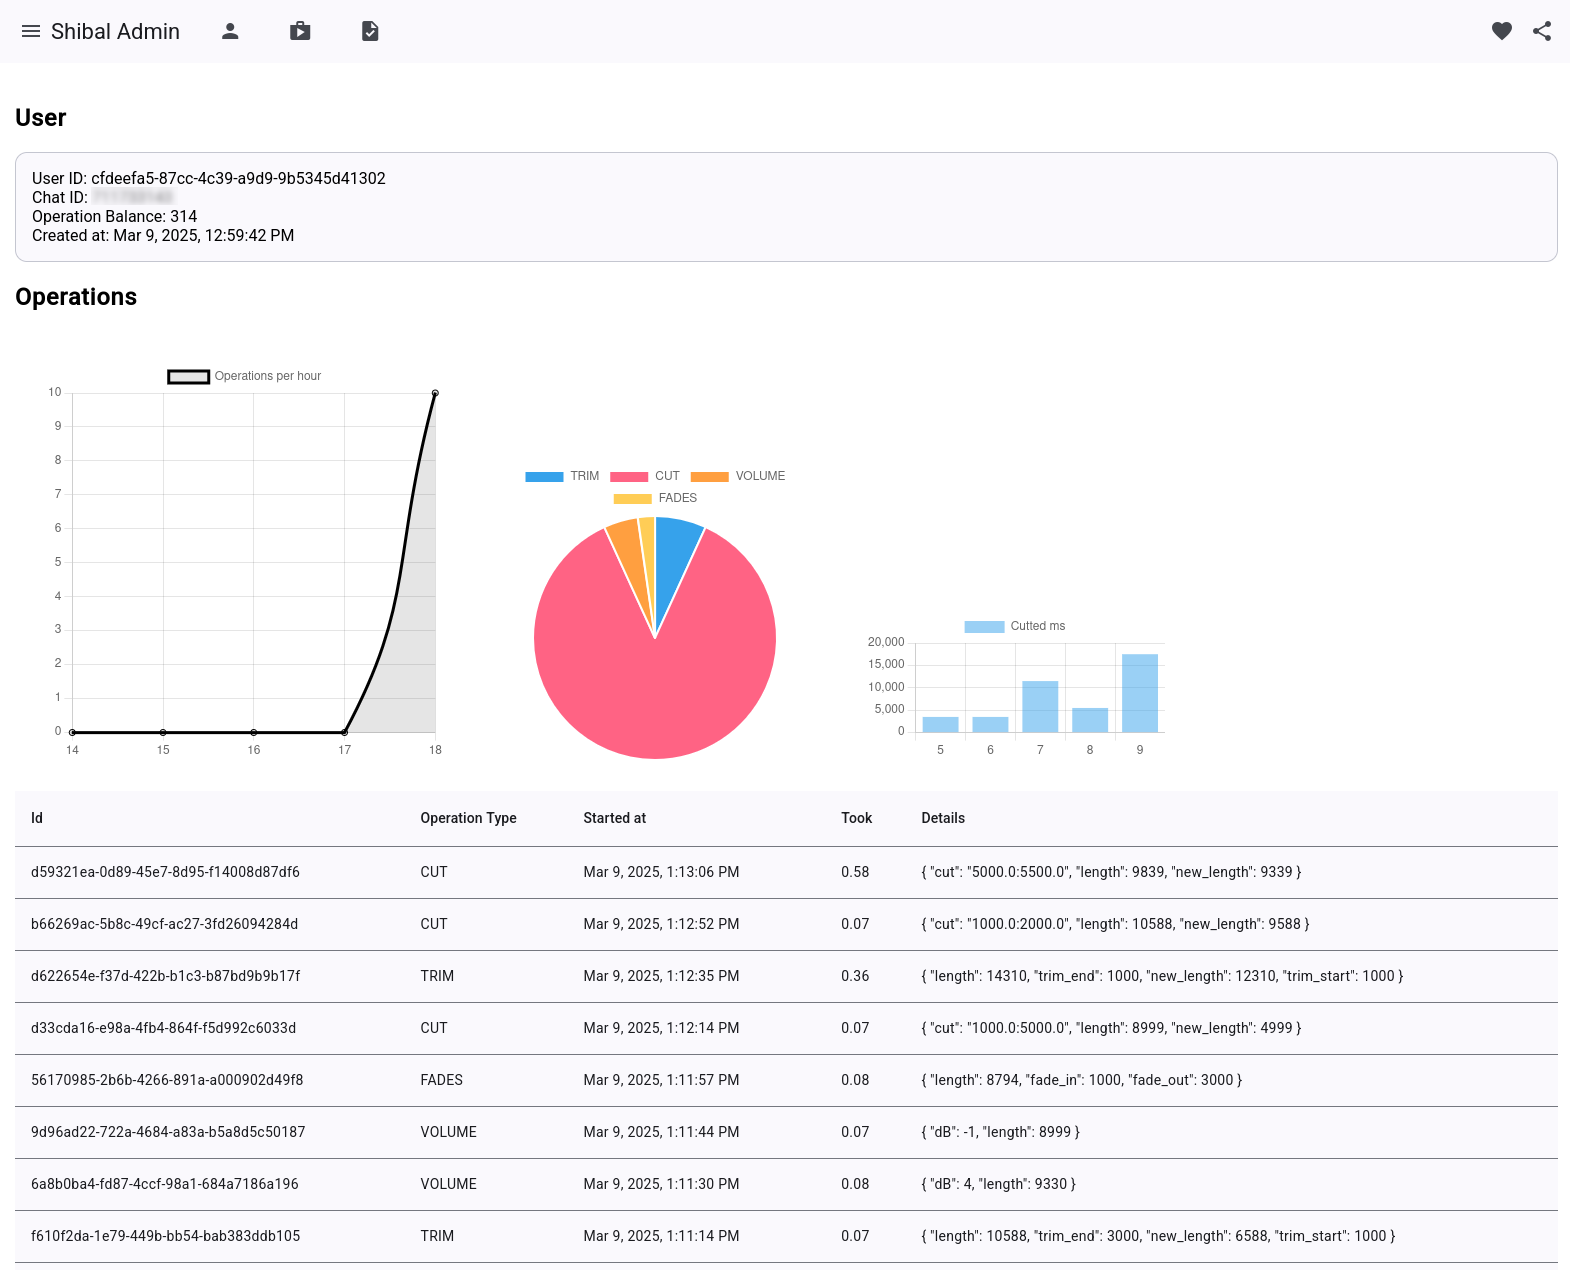 Shibal Admin
User
User ID: cfdeefa5-87cc-4c39-a9d9-9b5345d41302
Chat ID:
Operation Balance: 314
Created at: Mar 9, 2025, 12:59:42 PM
Operations
Operations per hour
10
9
8
7
6
5
4
3
2
1
0
14 15 16 17 18
TRIM CUT VOLUME
FADES
Cutted ms
20,000
15,000
10,000
5,000
0
5 6 7 8 9
Id Operation Type Started at Took Details
d59321ea-0d89-45e7-8d95-f14008d87df6 CUT Mar 9, 2025, 1:13:06 PM 0.58 { "cut": "5000.0:5500.0", "length": 9839, "new_length": 9339 }
b66269ac-5b8c-49cf-ac27-3fd26094284d CUT Mar 9, 2025, 1:12:52 PM 0.07 { "cut": "1000.0:2000.0", "length": 10588, "new_length": 9588 }
d622654e-f37d-422b-b1c3-b87bd9b9b17f TRIM Mar 9, 2025, 1:12:35 PM 0.36 { "length": 14310, "trim_end": 1000, "new_length": 12310, "trim_start": 1000 }
d33cda16-e98a-4fb4-864f-f5d992c6033d CUT Mar 9, 2025, 1:12:14 PM 0.07 { "cut": "1000.0:5000.0", "length": 8999, "new_length": 4999 }
56170985-2b6b-4266-891a-a000902d49f8 FADES Mar 9, 2025, 1:11:57 PM 0.08 { "length": 8794, "fade_in": 1000, "fade_out": 3000 }
9d96ad22-722a-4684-a83a-b5a8d5c50187 VOLUME Mar 9, 2025, 1:11:44 PM 0.07 { "dB": -1, "length": 8999 }
6a8b0ba4-fd87-4ccf-98a1-684a7186a196 VOLUME Mar 9, 2025, 1:11:30 PM 0.08 { "dB": 4, "length": 9330 }
f610f2da-1e79-449b-bb54-bab383ddb105 TRIM Mar 9, 2025, 1:11:14 PM 0.07 { "length": 10588, "trim_end": 3000, "new_length": 6588, "trim_start": 1000 }